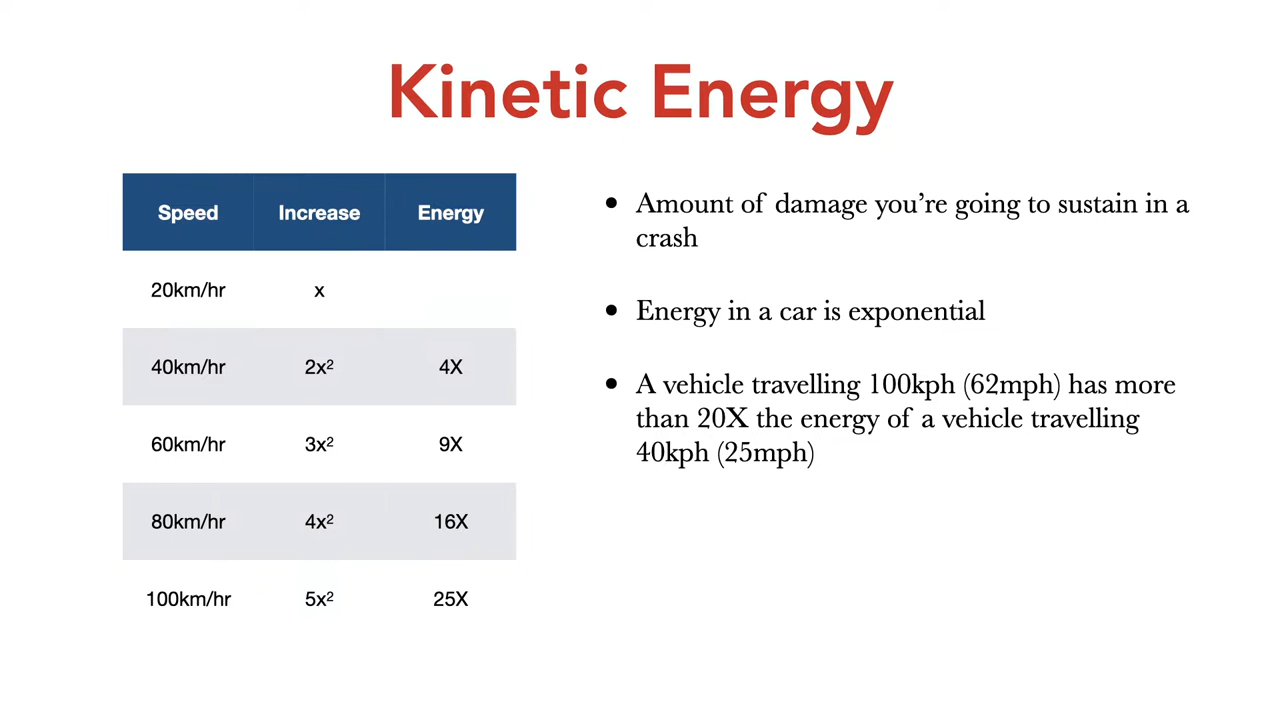 Kinetic Energy
Speed Increase Energy
20km/hr x
40km/hr 2x² 4X
60km/hr 3x² 9X
80km/hr 4x² 16X
100km/hr 5x² 25X
• Amount of damage you’re going to sustain in a
crash
• Energy in a car is exponential
• A vehicle travelling 100kph (62mph) has more
than 20X the energy of a vehicle travelling
40kph (25mph)